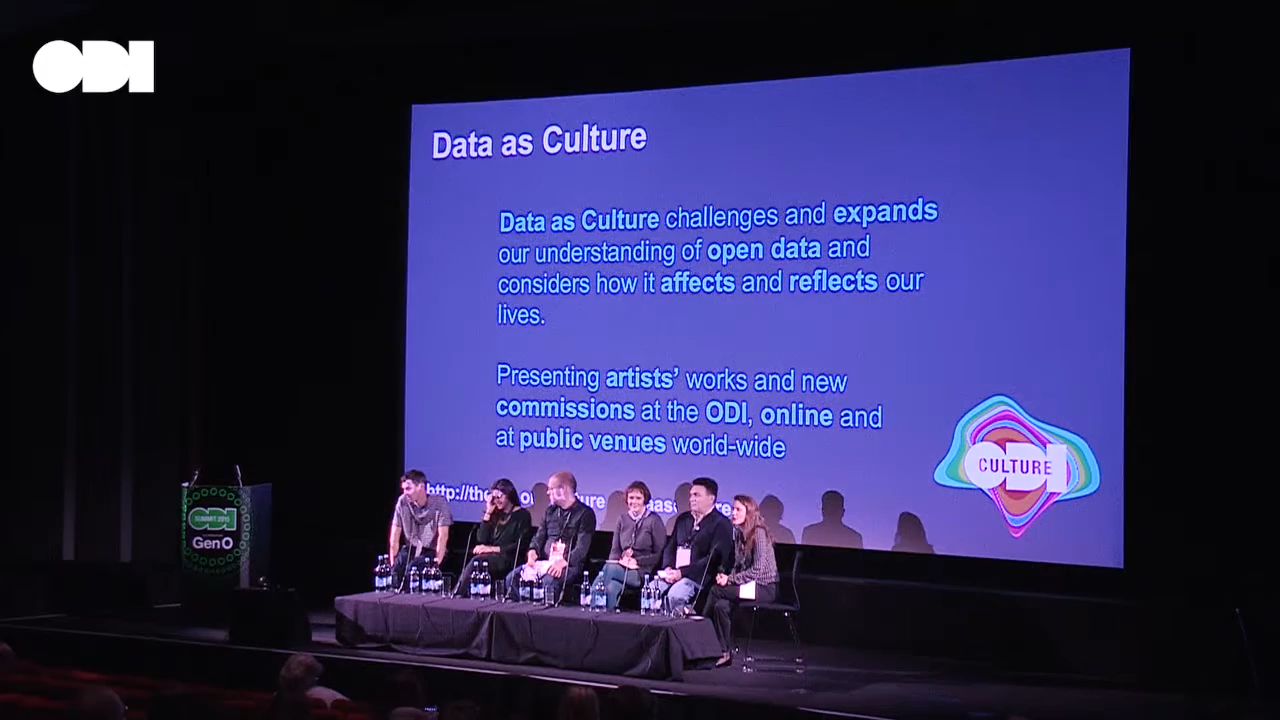 ODI
Data as Culture
Data as Culture challenges and expands
our understanding of open data and
considers how it affects and reflects our
lives.
Presenting artists' works and new
commissions at the ODI, online and
at public venues world-wide
CULTURE
ODI
SUMMIT 2015
Gen O